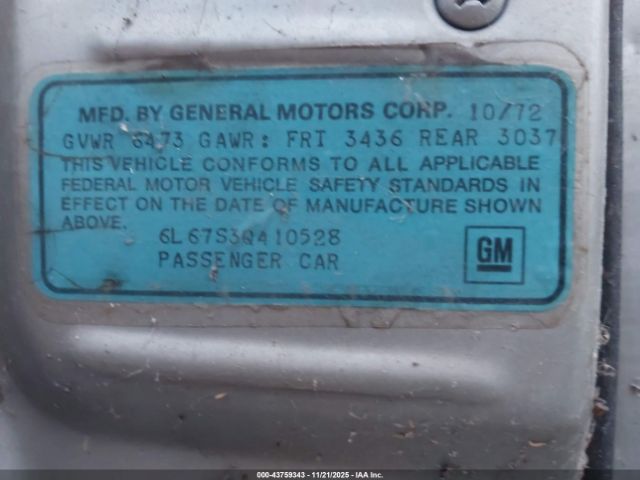 MFD. BY GENERAL MOTORS CORP. 10/72
GVWR 6473 GAWR: FRT 3436 REAR 3037
THIS VEHICLE CONFORMS TO ALL APPLICABLE
FEDERAL MOTOR VEHICLE SAFETY STANDARDS IN
EFFECT ON THE DATE OF MANUFACTURE SHOWN
ABOVE.
6L67S3Q410528
PASSENGER CAR
GM
000-43759343 - 11/21/2025 - IAA Inc.